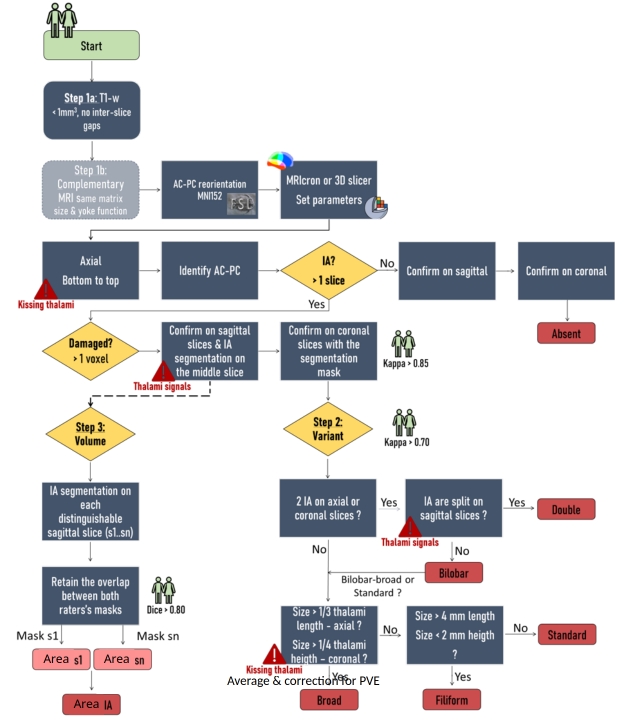 Start
Step 1a: T1-w
< 1mm³, no inter-slice
gaps
Step 1b:
Complementary
MRI same matrix
size & yoke function
AC-PC reorientation
MNI152
FSL
MRIcron or 3D slicer
Set parameters
Axial
Bottom to top
Kissing thalami
Identify AC-PC
IA?
> 1 slice
No
Yes
Confirm on sagittal
Confirm on coronal
Absent
Damaged?
> 1 voxel
Confirm on sagittal
slices & IA
segmentation on
the middle slice
Thalami signals
Confirm on coronal
slices with the
segmentation
mask
Kappa > 0.85
Step 3:
Volume
Step 2:
Variant
Kappa > 0.70
IA segmentation on
each
distinguishable
sagittal slice (s1..sn)
2 IA on axial or
coronal slices ?
Yes
IA are split on
sagittal slices ?
Yes
Double
Thalami signals
No
No
Bilobar
Bilobar-broad or
Standard ?
Retain the overlap
between both
raters's masks
Dice > 0.80
Mask s1
Mask sn
Area s1
Area sn
Area IA
Size > 1/3 thalami
length - axial ?
Size > 1/4 thalami
heigth - coronal ?
Kissing thalami
No
Size > 4 mm length
Size < 2 mm heigth
?
No
Standard
Yes
Yes
Average & correction for PVE
Broad
Filiform